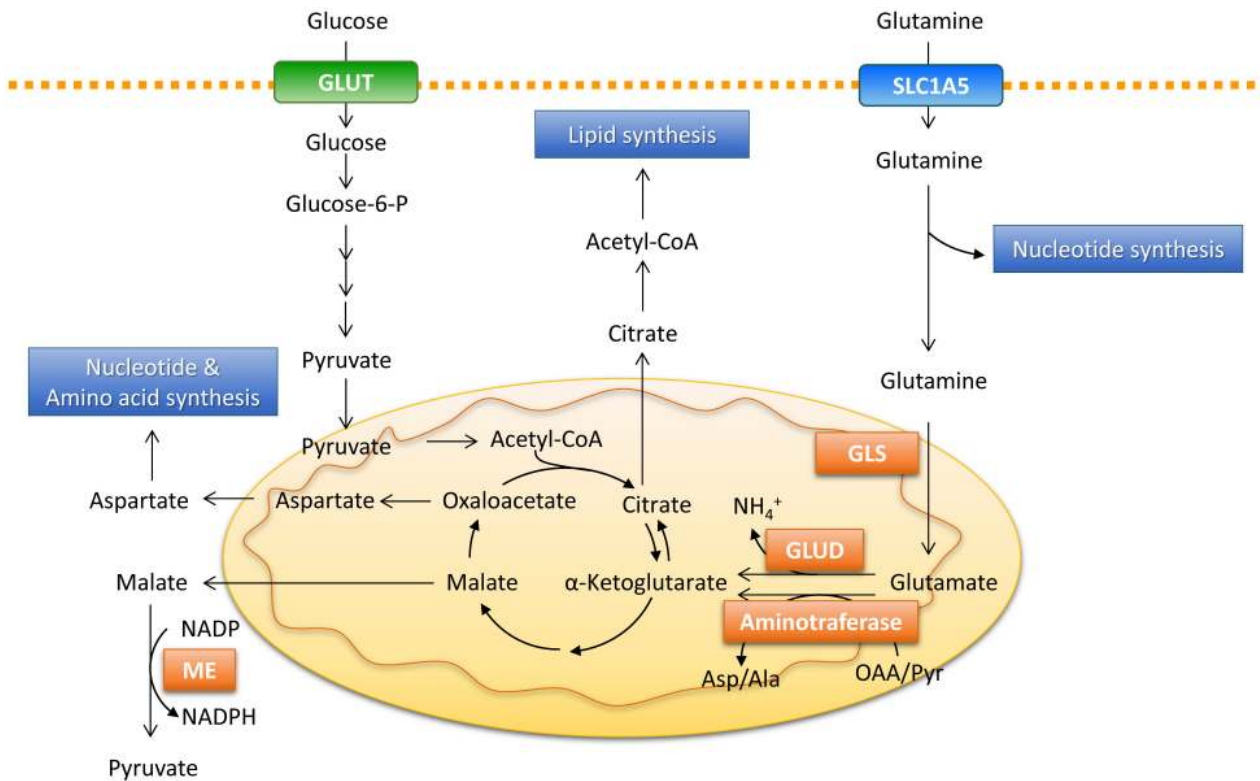 Glucose
Glutamine
GLUT
SLC1A5
Glucose
Lipid synthesis
Glutamine
Glucose-6-P
Acetyl-CoA
Nucleotide synthesis
Citrate
Pyruvate
Nucleotide &
Amino acid synthesis
Glutamine
Pyruvate
Acetyl-CoA
GLS
Aspartate
Aspartate
Oxaloacetate
Citrate
NH₄⁺
GLUD
Malate
Malate
α-Ketoglutarate
Glutamate
Aminotraferase
NADP
ME
Asp/Ala
OAA/Pyr
NADPH
Pyruvate